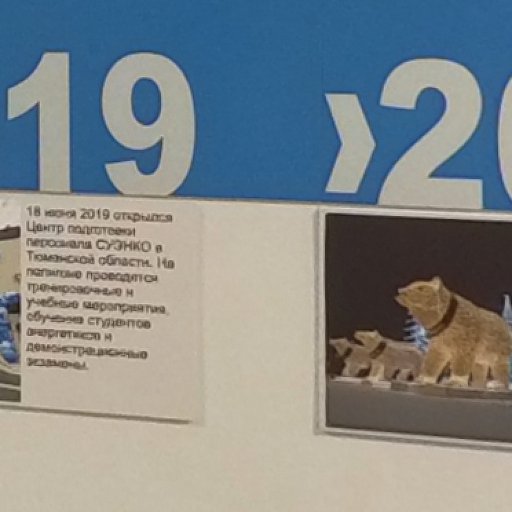 19
›20
18 июня 2019 открылся
Центр подготовки
персонала СУЭНКО в
Тюменской области. На
полигоне проводятся
тренировочные и
учебные мероприятия,
обучение студентов
энергетиков и
демонстрационные
экзамены.